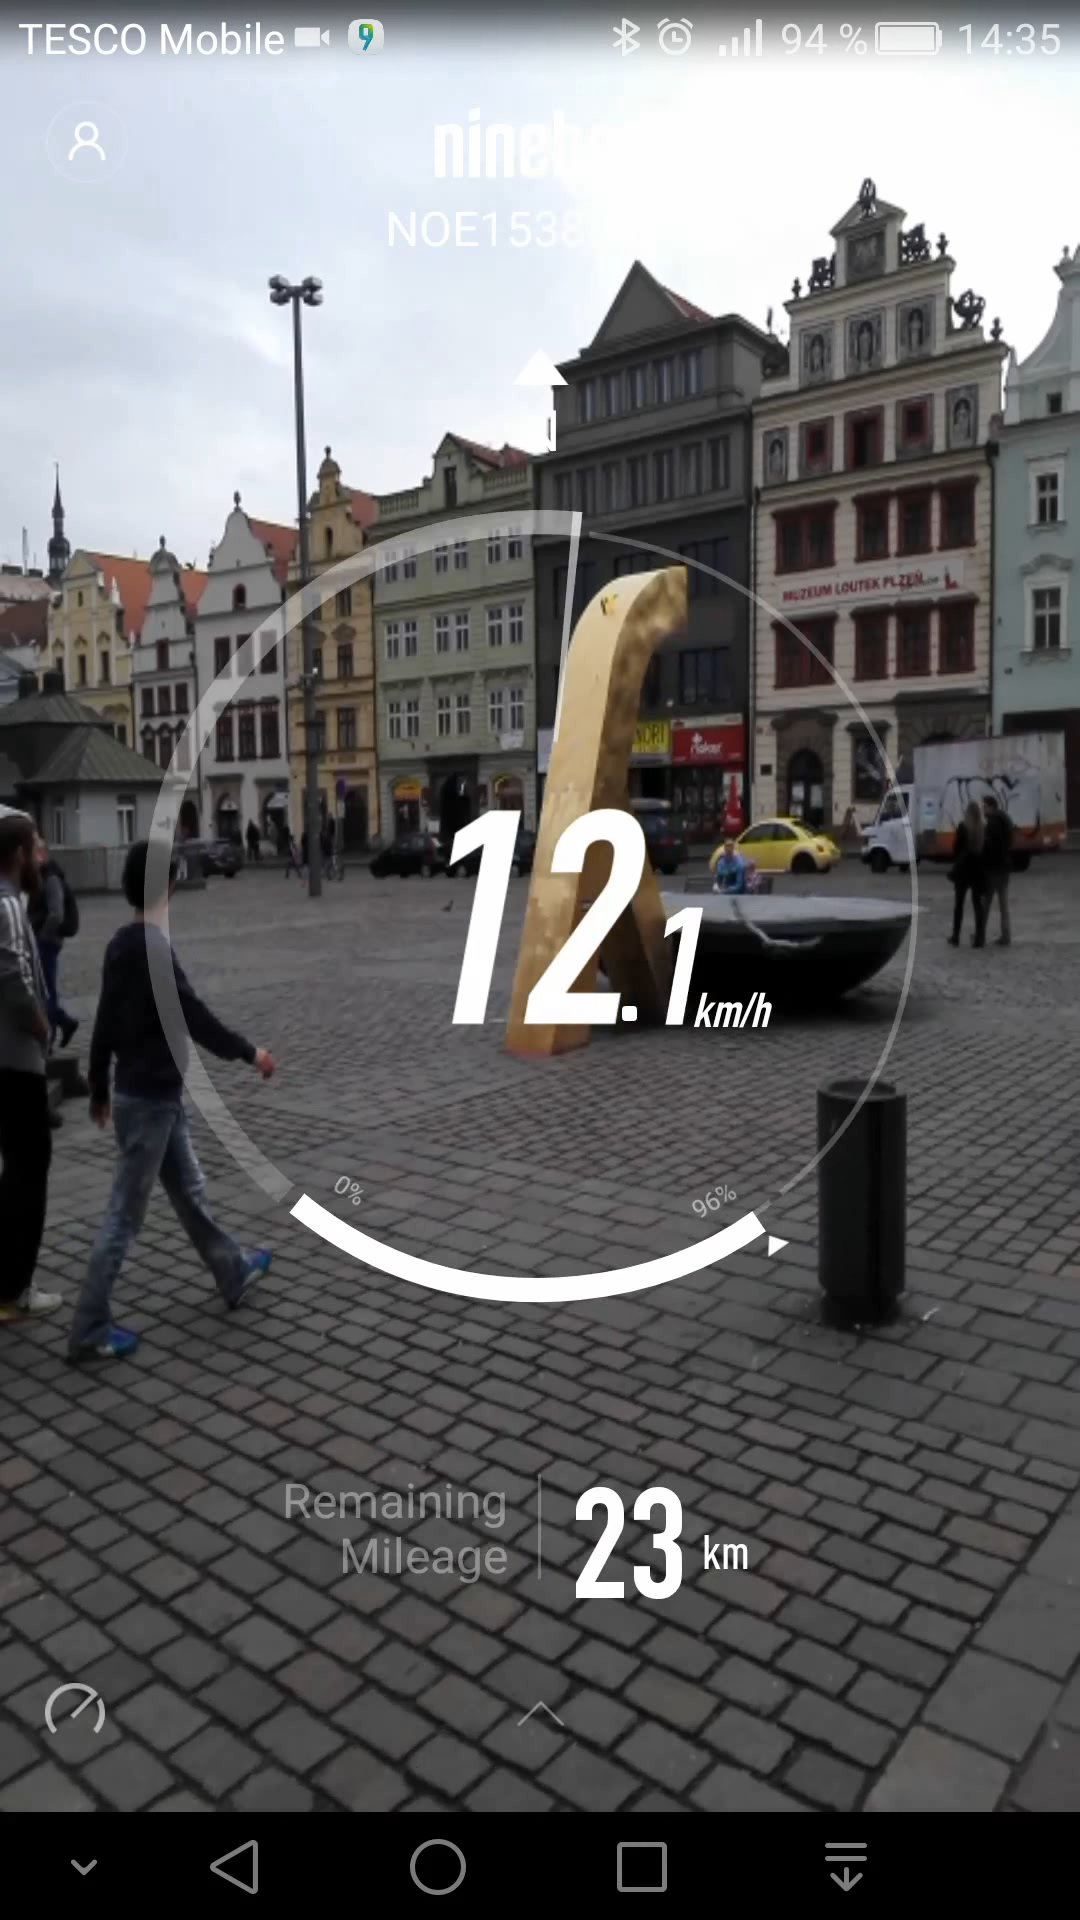 TESCO Mobile 94 % 14:35
NOE1538
MUZEUM LOUTEK PLZEŇ
12.1 km/h
0% 96%
Remaining
Mileage
23 km